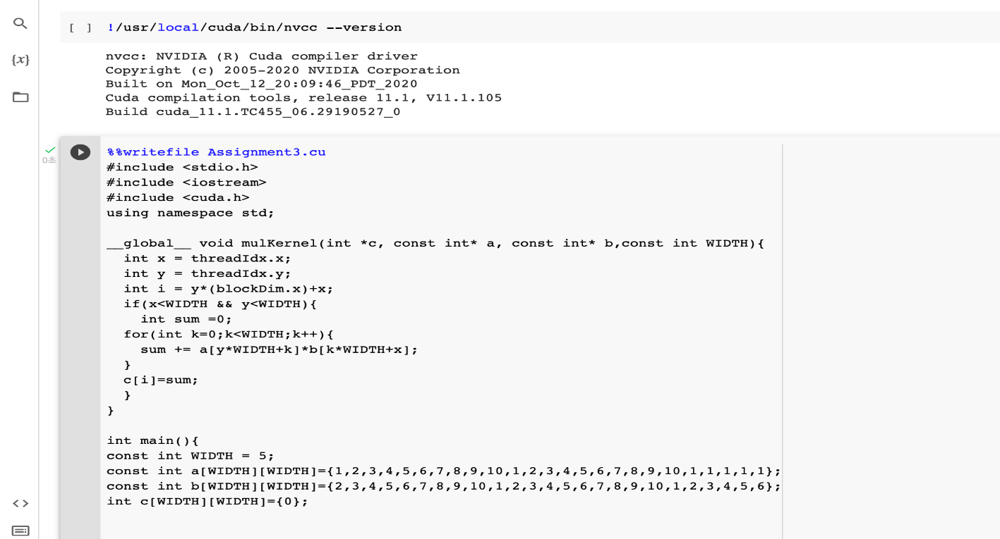 [ ] !/usr/local/cuda/bin/nvcc --version
nvcc: NVIDIA (R) Cuda compiler driver
Copyright (c) 2005-2020 NVIDIA Corporation
Built on Mon_Oct_12_20:09:46_PDT_2020
Cuda compilation tools, release 11.1, V11.1.105
Build cuda_11.1.TC455_06.29190527_0
{x}
0초
%%writefile Assignment3.cu
#include <stdio.h>
#include <iostream>
#include <cuda.h>
using namespace std;
__global__ void mulKernel(int *c, const int* a, const int* b,const int WIDTH){
int x = threadIdx.x;
int y = threadIdx.y;
int i = y*(blockDim.x)+x;
if(x<WIDTH && y<WIDTH){
int sum =0;
for(int k=0;k<WIDTH;k++){
sum += a[y*WIDTH+k]*b[k*WIDTH+x];
}
c[i]=sum;
}
}
int main(){
const int WIDTH = 5;
const int a[WIDTH][WIDTH]={1,2,3,4,5,6,7,8,9,10,1,2,3,4,5,6,7,8,9,10,1,1,1,1,1};
const int b[WIDTH][WIDTH]={2,3,4,5,6,7,8,9,10,1,2,3,4,5,6,7,8,9,10,1,2,3,4,5,6};
int c[WIDTH][WIDTH]={0};